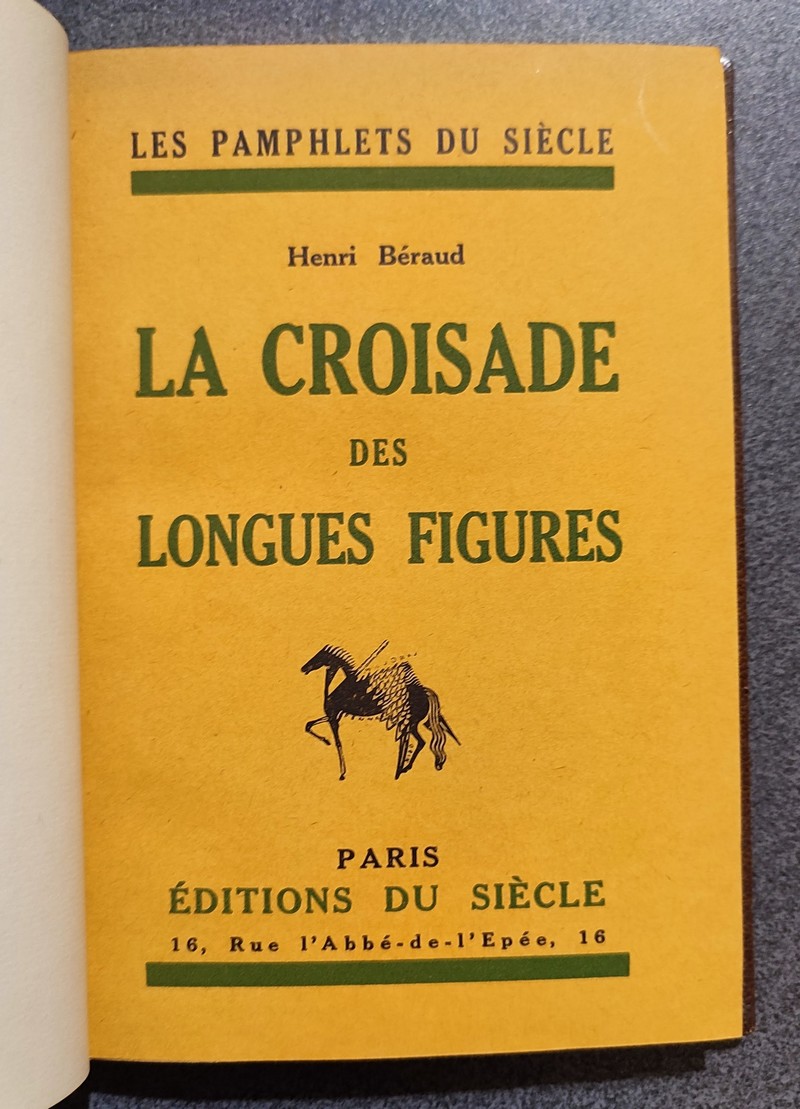 LES PAMPHLETS DU SIÈCLE
Henri Béraud
LA CROISADE
DES
LONGUES FIGURES
PARIS
ÉDITIONS DU SIÈCLE
16, Rue l'Abbé-de-l'Epée, 16